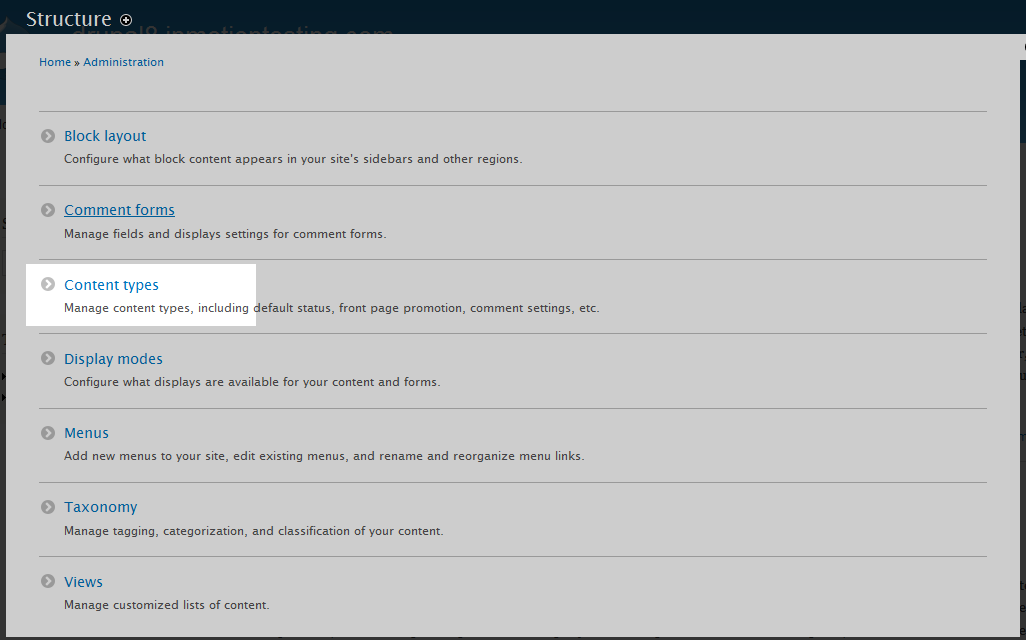 Structure
Home » Administration
Block layout
Configure what block content appears in your site's sidebars and other regions.
Comment forms
Manage fields and displays settings for comment forms.
Content types
Manage content types, including default status, front page promotion, comment settings, etc.
Display modes
Configure what displays are available for your content and forms.
Menus
Add new menus to your site, edit existing menus, and rename and reorganize menu links.
Taxonomy
Manage tagging, categorization, and classification of your content.
Views
Manage customized lists of content.